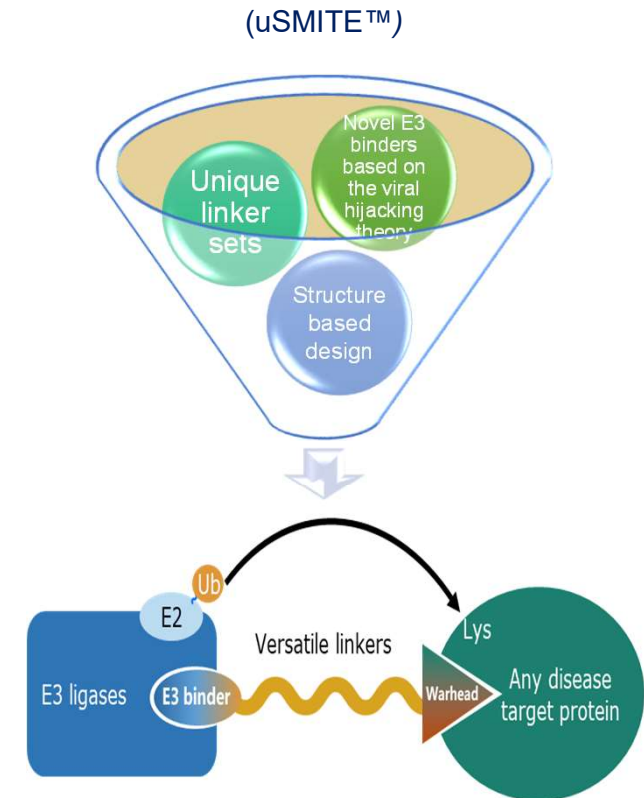 (uSMITE™)
Novel E3
binders
based on
the viral
hijacking
theory
Unique
linker
sets
Structure
based
design
Ub
E2
Lys
Versatile linkers
E3 ligases
E3 binder
Warhead
Any disease
target protein